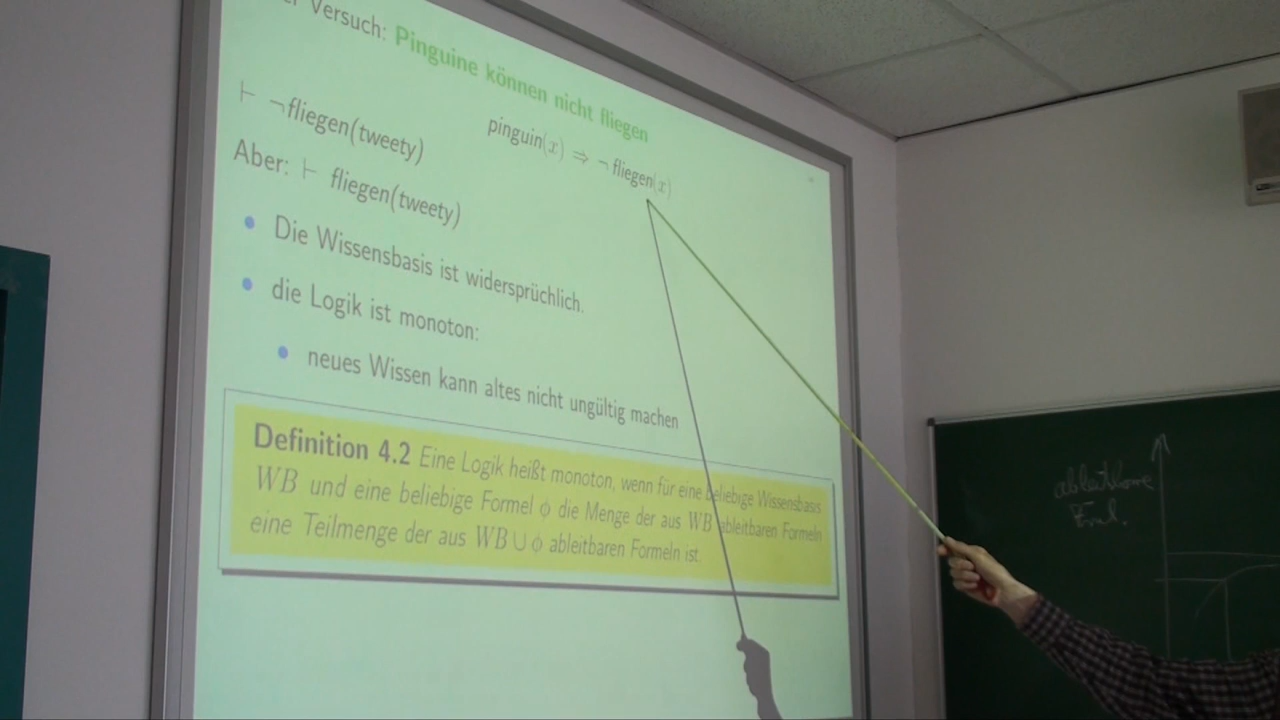 er Versuch: Pinguine können nicht fliegen
pinguin(x) ⇒ ¬ fliegen(x)
⊢ ¬fliegen(tweety)
Aber: ⊢ fliegen(tweety)
Die Wissensbasis ist widersprüchlich.
die Logik ist monoton:
neues Wissen kann altes nicht ungültig machen
Definition 4.2 Eine Logik heißt monoton, wenn für eine beliebige Wissensbasis
WB und eine beliebige Formel ϕ die Menge der aus WB ableitbaren Formeln
eine Teilmenge der aus WB ∪ ϕ ableitbaren Formeln ist.
ableitbare